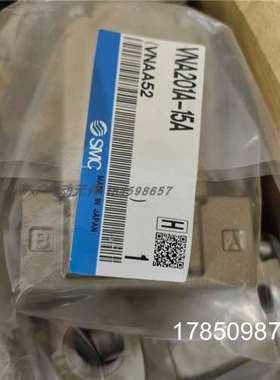 VNA201A-15A
VNAA52
SMC
MADE IN JAPAN
H
1
B
17850987